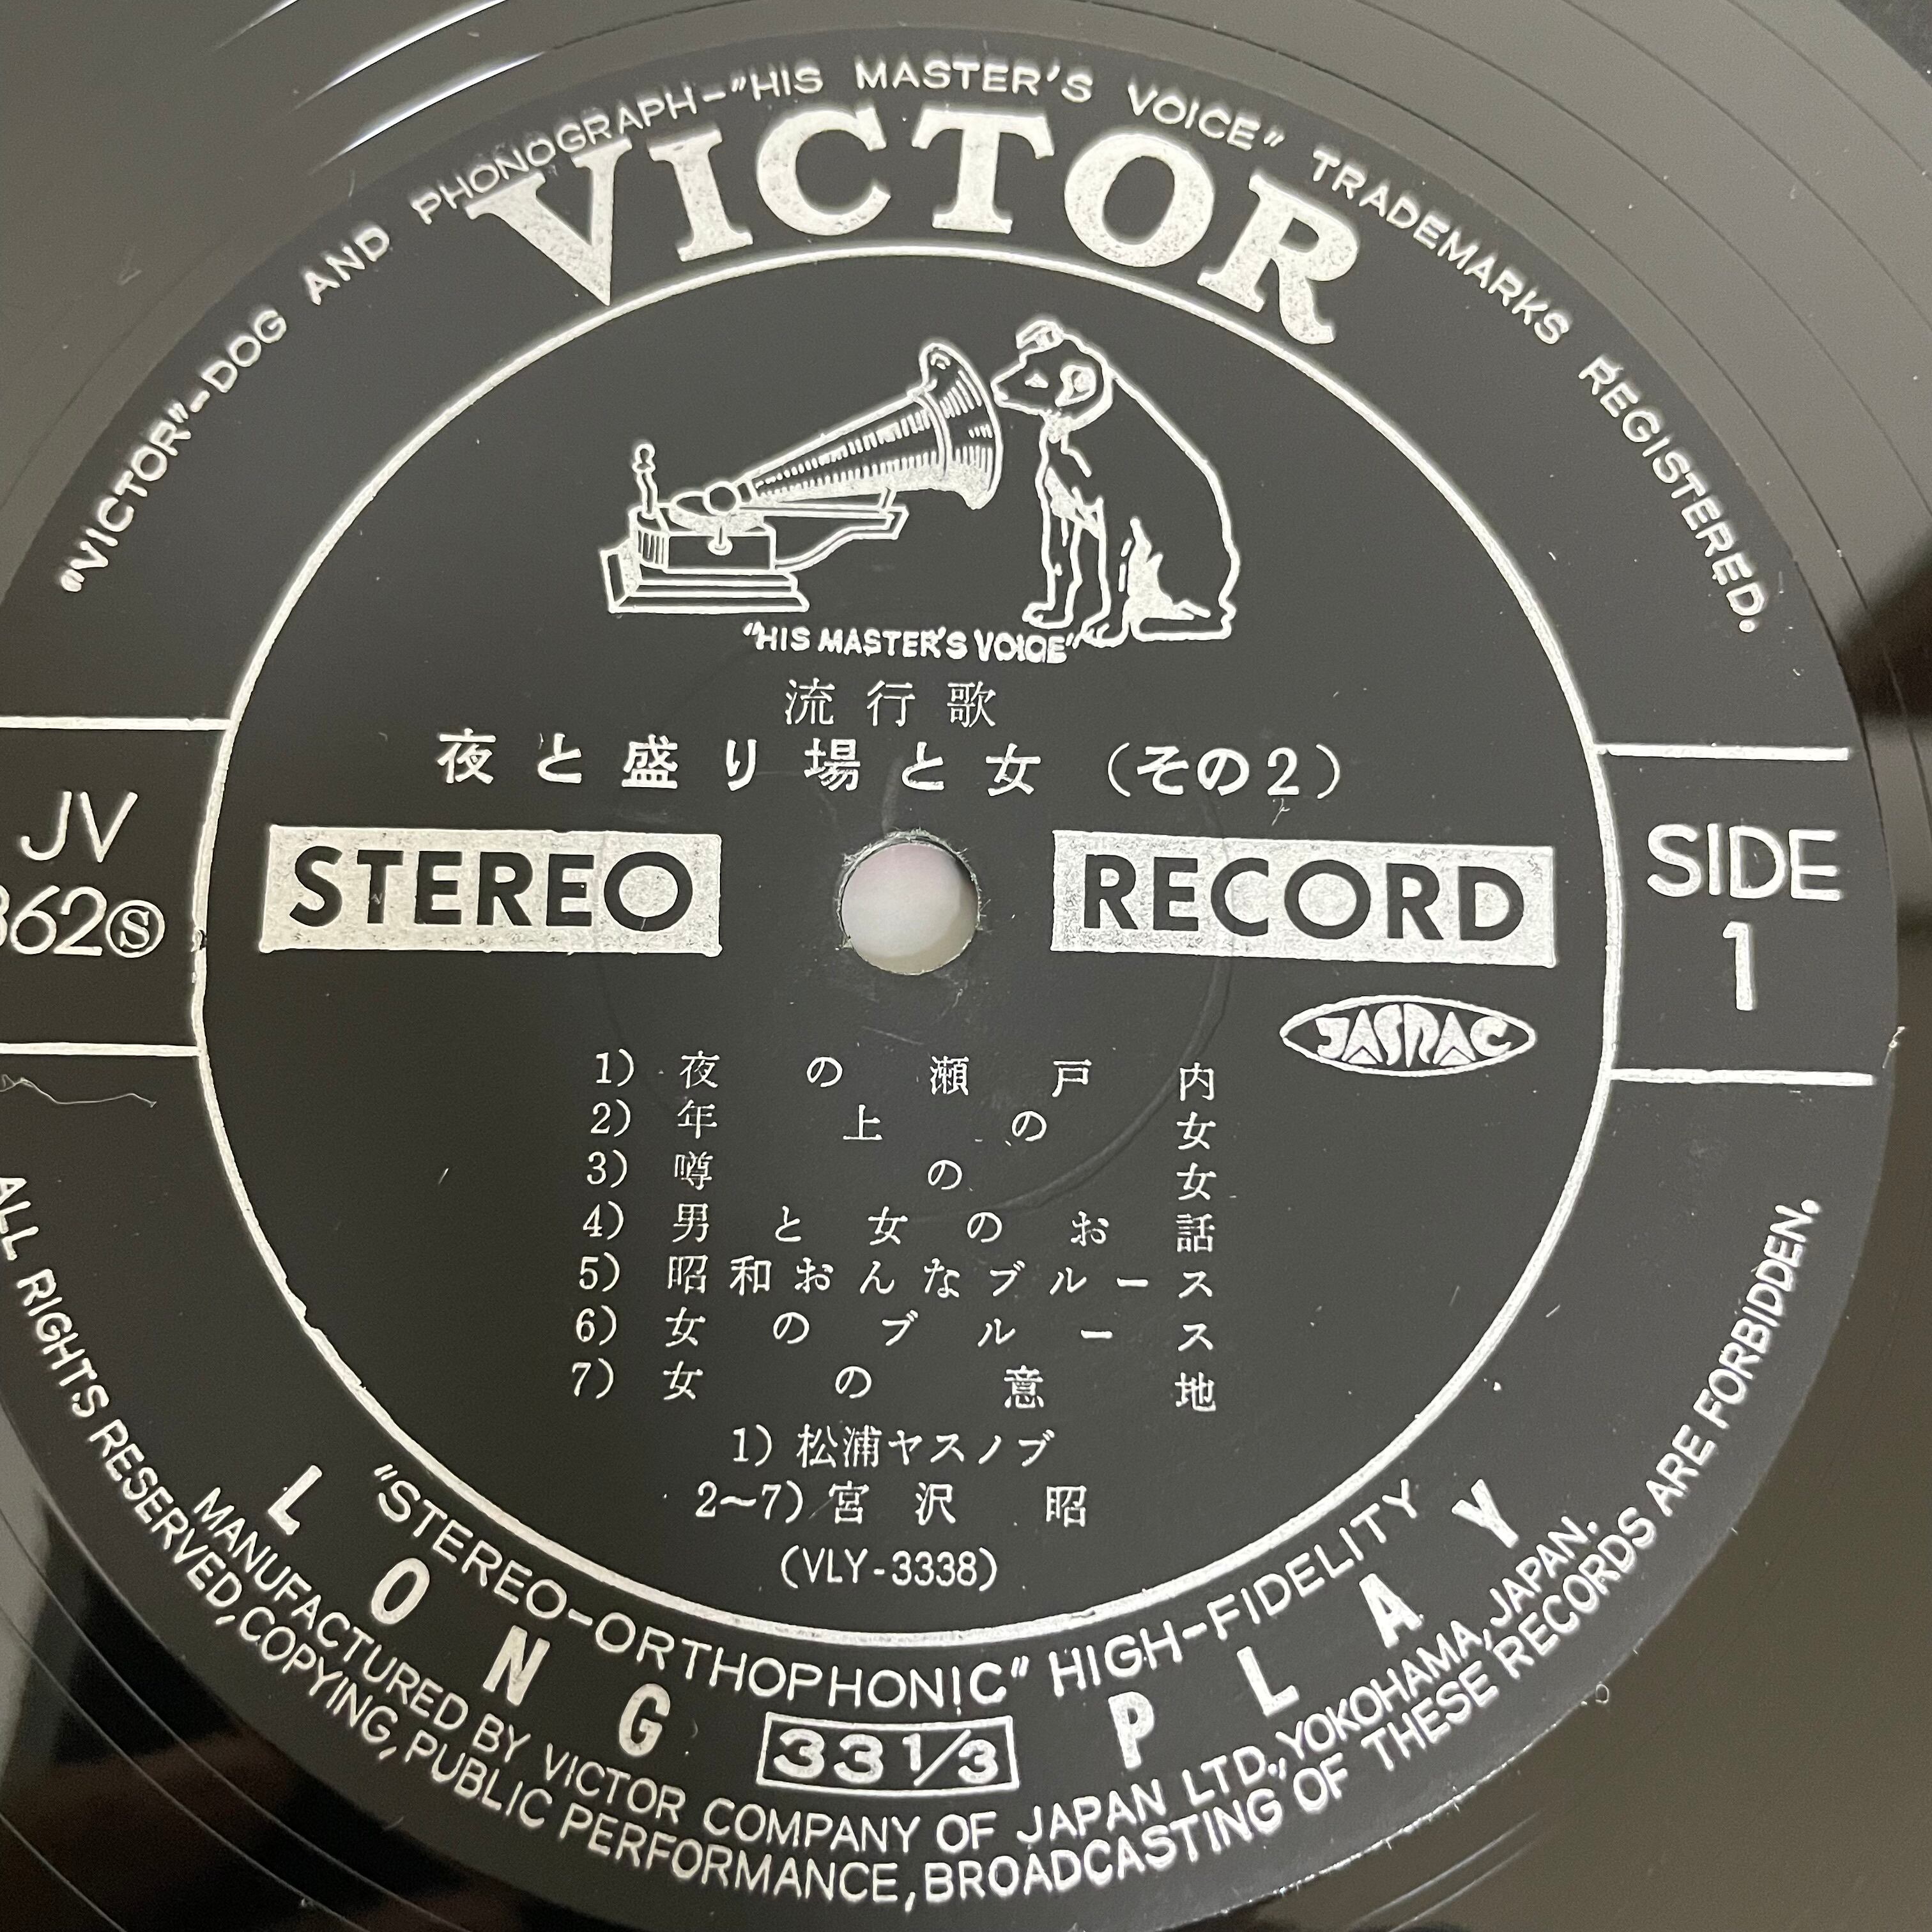 "VICTOR"-DOG AND PHONOGRAPH-"HIS MASTER'S VOICE" TRADEMARKS REGISTERED.
VICTOR
"HIS MASTER'S VOICE"
流行歌
夜と盛り場と女（その2）
JV
STEREO
RECORD
SIDE
1
JASRAC
1) 夜の瀬戸内
2) 年上の女
3) 噂の女
4) 男と女のお話
5) 昭和おんなブルース
6) 女のブルース
7) 女の意地
1) 松浦ヤスノブ
2~7) 宮沢 昭
(VLY-3338)
"STEREO-ORTHOPHONIC" HIGH-FIDELITY
LONG 33 1/3 PLAY
MANUFACTURED BY VICTOR COMPANY OF JAPAN LTD., YOKOHAMA, JAPAN.
ALL RIGHTS RESERVED, COPYING, PUBLIC PERFORMANCE, BROADCASTING OF THESE RECORDS ARE FORBIDDEN.